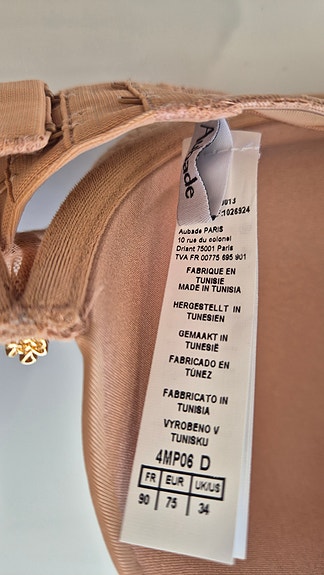 Aubade
1026924
Aubade PARIS
10 rue du colonel
Driant 75001 Paris
TVA FR 00775 695 901
FABRIQUE EN
TUNISIE
MADE IN TUNISIA
HERGESTELLT IN
TUNESIEN
GEMAAKT IN
TUNESIË
FABRICADO EN
TÚNEZ
FABBRICATO IN
TUNISIA
VYROBENO V
TUNISKU
4MP06 D
FR EUR UK/US
90 75 34